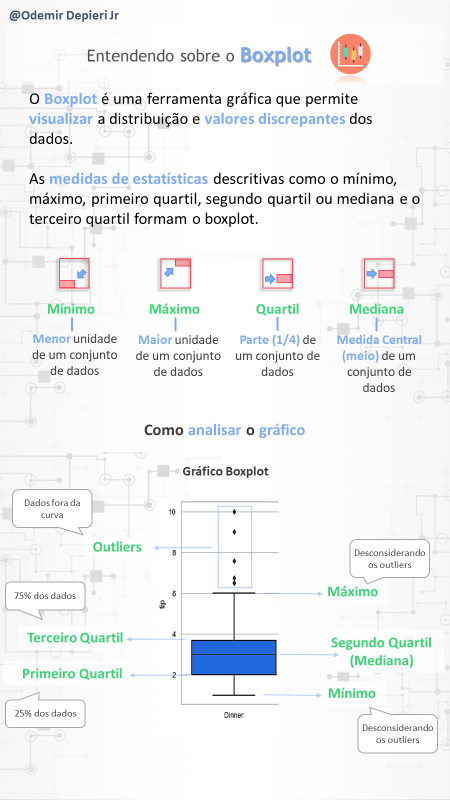 @Odemir Depieri Jr
Entendendo sobre o Boxplot
O Boxplot é uma ferramenta gráfica que permite
visualizar a distribuição e valores discrepantes dos
dados.
As medidas de estatísticas descritivas como o mínimo,
máximo, primeiro quartil, segundo quartil ou mediana e o
terceiro quartil formam o boxplot.
Mínimo
Menor unidade
de um conjunto
de dados
Máximo
Maior unidade
de um conjunto
de dados
Quartil
Parte (1/4) de
um conjunto de
dados
Mediana
Medida Central
(meio) de um
conjunto de
dados
Como analisar o gráfico
Gráfico Boxplot
Dados fora da
curva
Outliers
75% dos dados
Terceiro Quartil
Primeiro Quartil
25% dos dados
10
8
6
4
2
tip
Dinner
Desconsiderando
os outliers
Máximo
Segundo Quartil
(Mediana)
Mínimo
Desconsiderando
os outliers